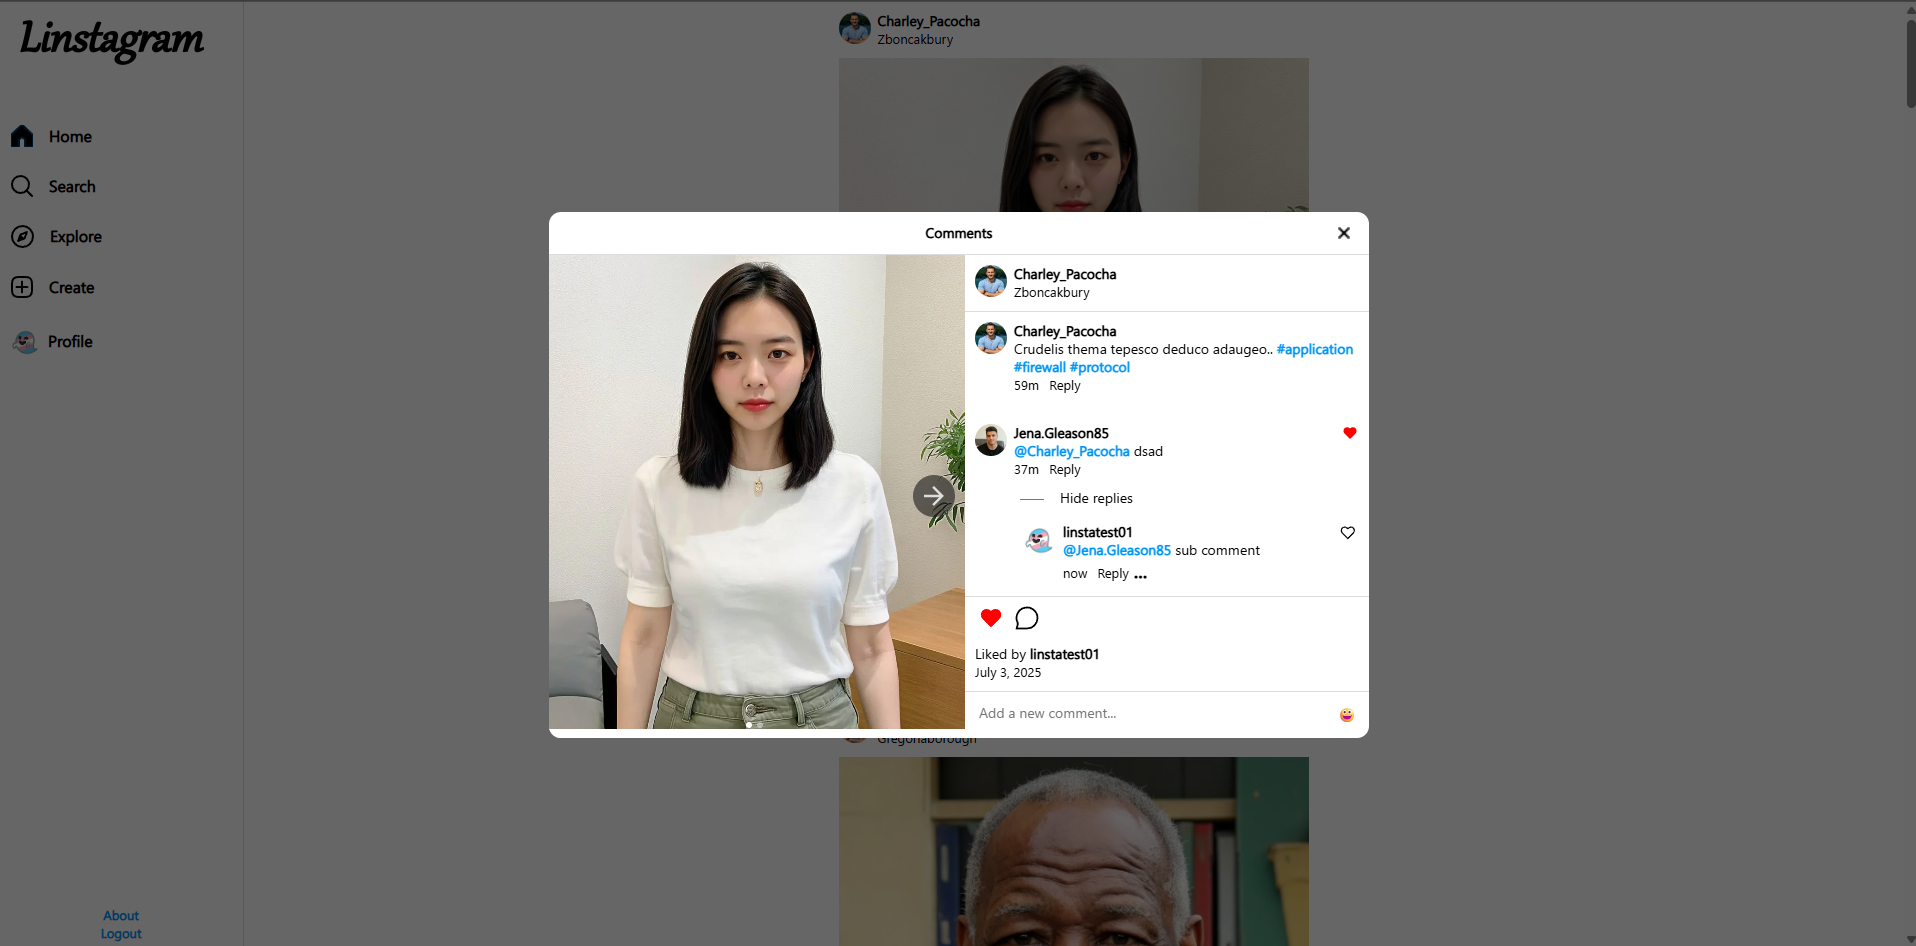 Linstagram
Home
Search
Explore
Create
Profile
About
Logout
Charley_Pacocha
Zboncakbury
Comments
Charley_Pacocha
Zboncakbury
Charley_Pacocha
Crudelis thema tepesco deduco adaugeo.. #application
#firewall #protocol
59m Reply
Jena.Gleason85
@Charley_Pacocha dsad
37m Reply
Hide replies
linstatest01
@Jena.Gleason85 sub comment
now Reply
Liked by linstatest01
July 3, 2025
Add a new comment...
Gregoriaborough